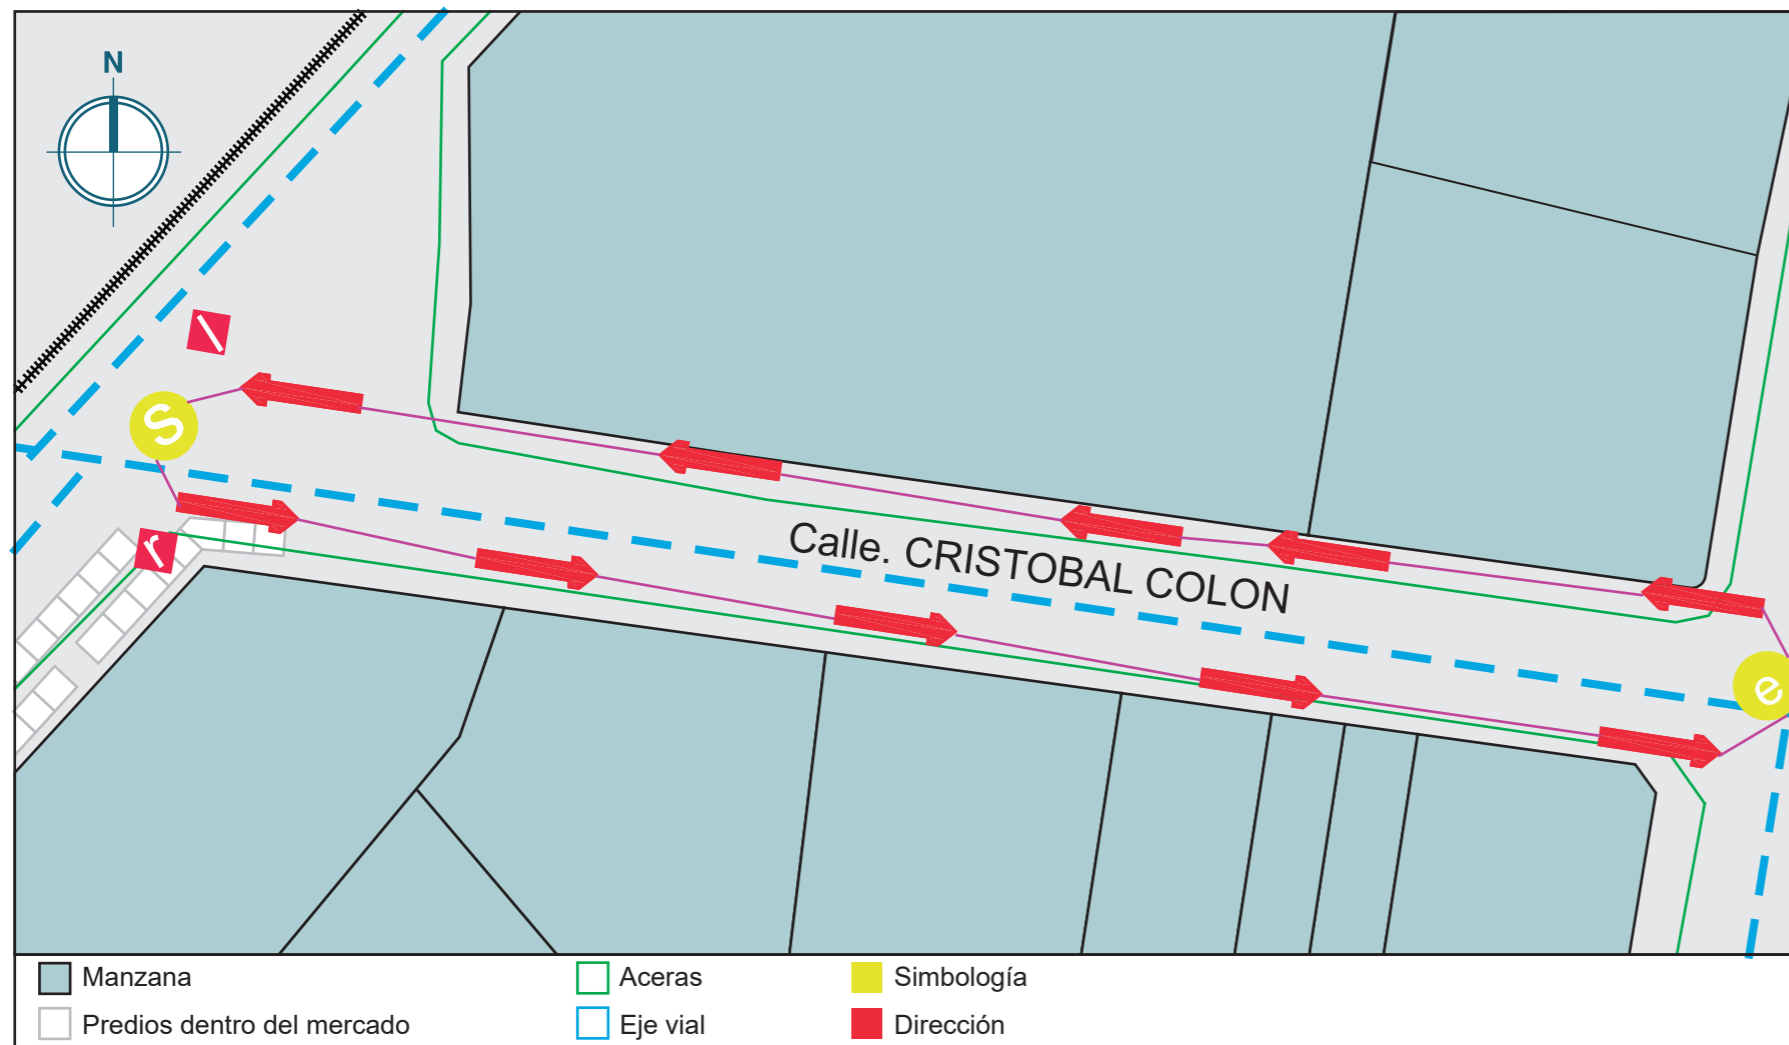 N
S
r
Calle. CRISTOBAL COLON
e
Manzana
Aceras
Simbología
Predios dentro del mercado
Eje vial
Dirección